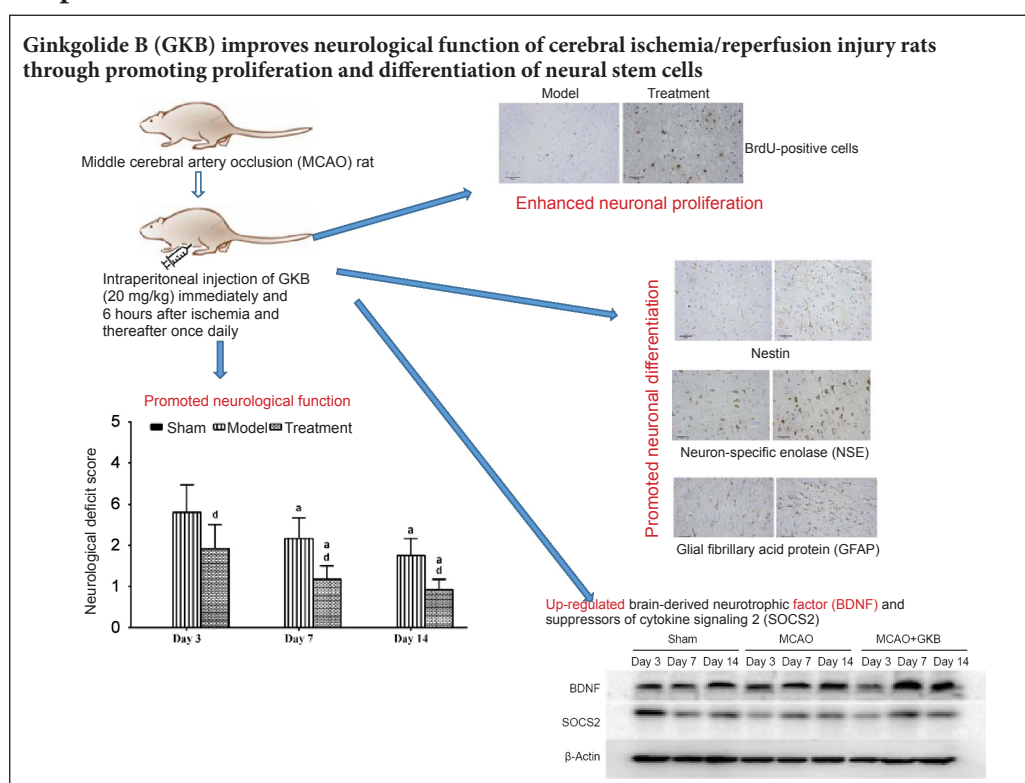 Ginkgolide B (GKB) improves neurological function of cerebral ischemia/reperfusion injury rats
through promoting proliferation and differentiation of neural stem cells
Model Treatment
BrdU-positive cells
Enhanced neuronal proliferation
Middle cerebral artery occlusion (MCAO) rat
Intraperitoneal injection of GKB
(20 mg/kg) immediately and
6 hours after ischemia and
thereafter once daily
Promoted neuronal differentiation
Nestin
Neuron-specific enolase (NSE)
Glial fibrillary acid protein (GFAP)
Promoted neurological function
Sham Model Treatment
Neurological deficit score
5
4
6
2
1
0
d
a
a
d
a
a
d
Day 3 Day 7 Day 14
Up-regulated brain-derived neurotrophic factor (BDNF) and
suppressors of cytokine signaling 2 (SOCS2)
Sham MCAO MCAO+GKB
Day 3 Day 7 Day 14 Day 3 Day 7 Day 14 Day 3 Day 7 Day 14
BDNF
SOCS2
β-Actin